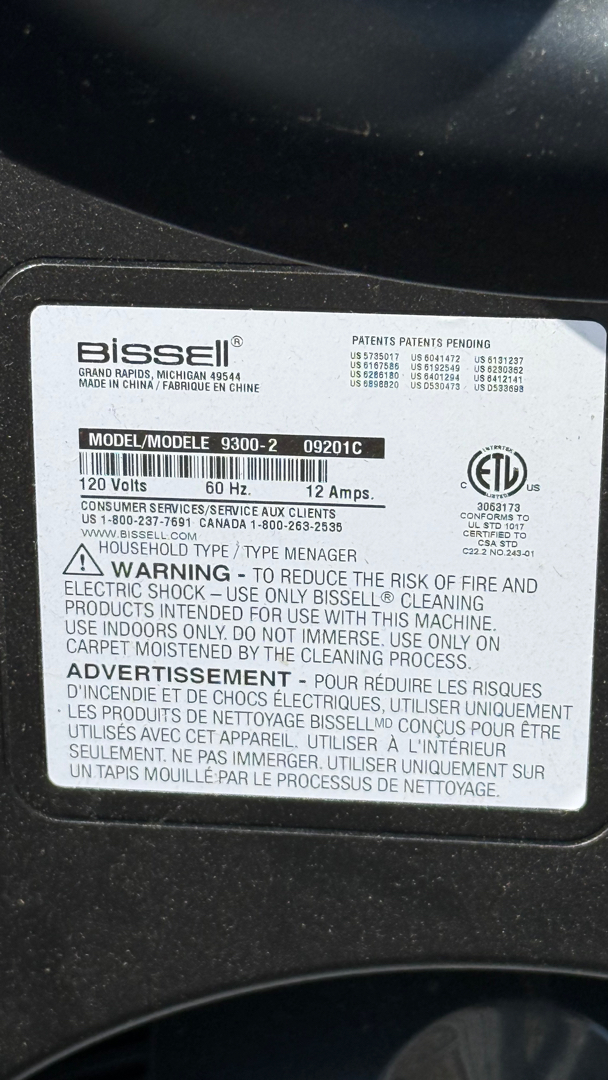 BISSELL®
GRAND RAPIDS, MICHIGAN 49544
MADE IN CHINA / FABRIQUE EN CHINE
PATENTS PATENTS PENDING
US 5735017 US 6041472 US 6131237
US 6167586 US 6192549 US 6230362
US 6286180 US 6401294 US 6412141
US 6898820 US D530473 US D533698
MODEL/MODELE 9300-2 09201C
120 Volts 60 Hz. 12 Amps.
CONSUMER SERVICES/SERVICE AUX CLIENTS
US 1-800-237-7691 CANADA 1-800-263-2535
WWW.BISSELL.COM
HOUSEHOLD TYPE / TYPE MENAGER
INTERTEK
C ETL US
LISTED
3063173
CONFORMS TO
UL STD 1017
CERTIFIED TO
CSA STD
C22.2 NO.243-01
WARNING - TO REDUCE THE RISK OF FIRE AND
ELECTRIC SHOCK – USE ONLY BISSELL® CLEANING
PRODUCTS INTENDED FOR USE WITH THIS MACHINE.
USE INDOORS ONLY. DO NOT IMMERSE. USE ONLY ON
CARPET MOISTENED BY THE CLEANING PROCESS.
ADVERTISSEMENT - POUR RÉDUIRE LES RISQUES
D'INCENDIE ET DE CHOCS ÉLECTRIQUES, UTILISER UNIQUEMENT
LES PRODUITS DE NETTOYAGE BISSELLMD CONÇUS POUR ÊTRE
UTILISÉS AVEC CET APPAREIL. UTILISER À L'INTÉRIEUR
SEULEMENT. NE PAS IMMERGER. UTILISER UNIQUEMENT SUR
UN TAPIS MOUILLÉ PAR LE PROCESSUS DE NETTOYAGE.